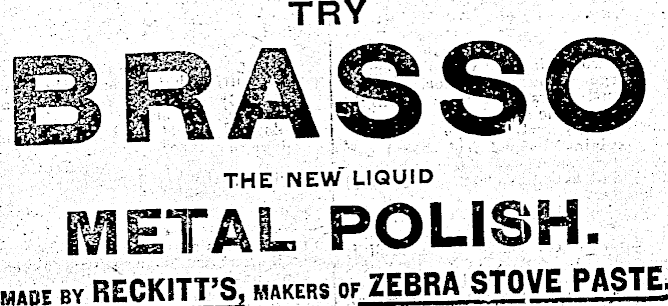 TRY
BRASSO
THE NEW LIQUID
METAL POLISH.
MADE BY RECKITT'S, MAKERS OF ZEBRA STOVE PASTE.